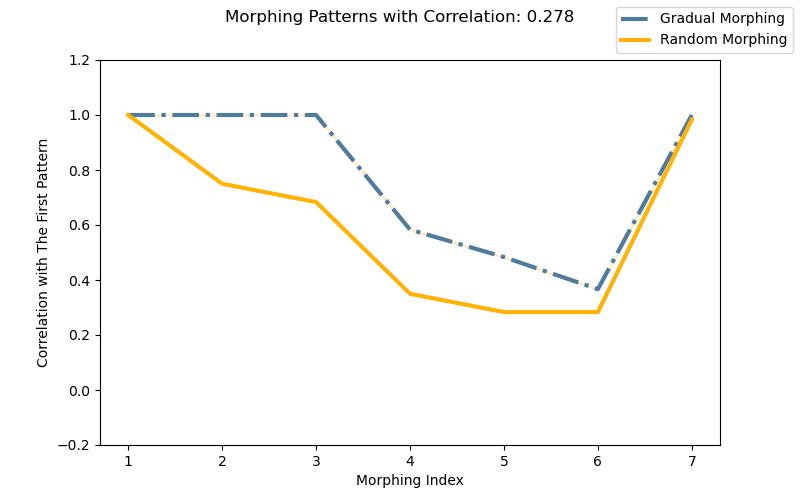 Morphing Patterns with Correlation: 0.278
Gradual Morphing
Random Morphing
1.2
1.0
0.8
0.6
0.4
0.2
0.0
−0.2
Correlation with The First Pattern
1 2 3 4 5 6 7
Morphing Index